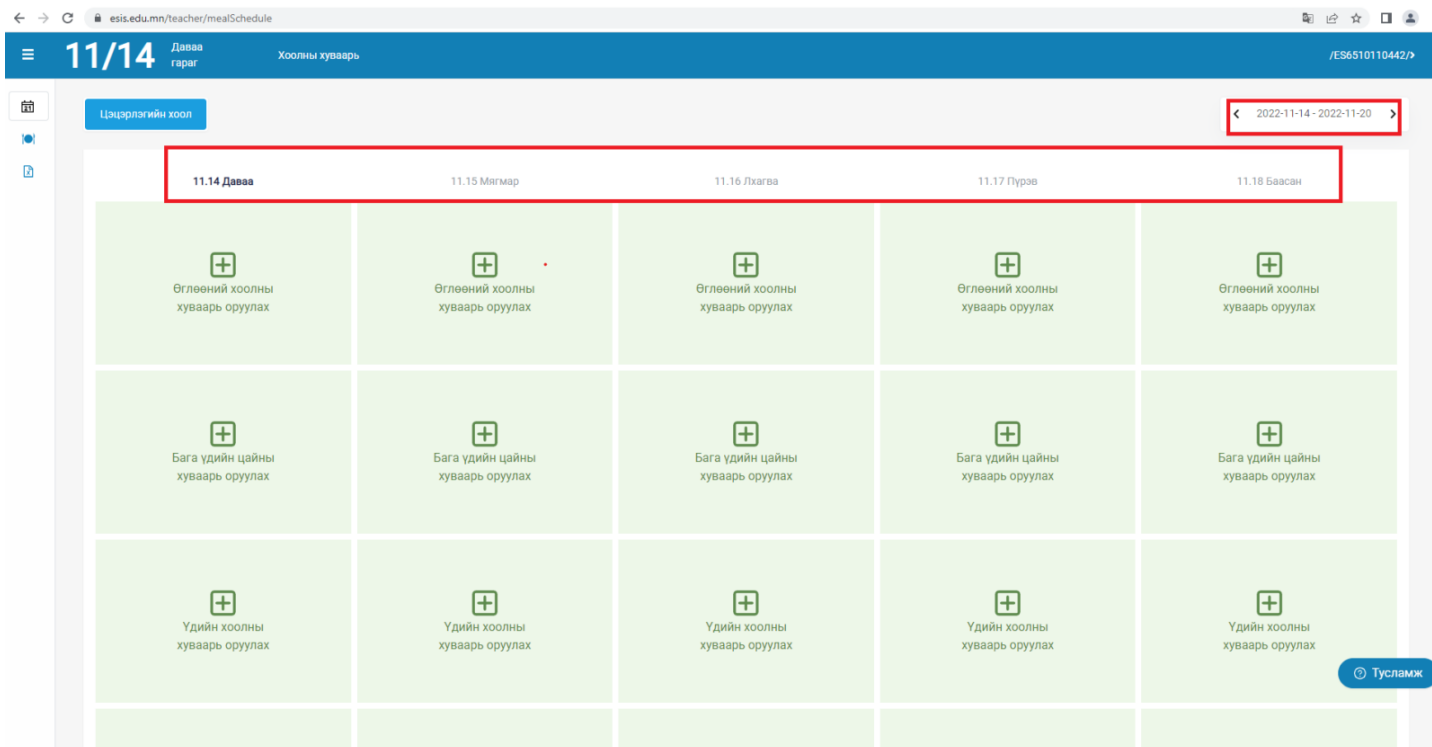 esis.edu.mn/teacher/mealSchedule
11/14 Даваа гараг Хоолны хуваарь /ES6510110442/
Цэцэрлэгийн хоол 2022-11-14 - 2022-11-20
11.14 Даваа 11.15 Мягмар 11.16 Лхагва 11.17 Пүрэв 11.18 Баасан
Өглөөний хоолны Өглөөний хоолны Өглөөний хоолны Өглөөний хоолны Өглөөний хоолны
хуваарь оруулах хуваарь оруулах хуваарь оруулах хуваарь оруулах хуваарь оруулах
Бага үдийн цайны Бага үдийн цайны Бага үдийн цайны Бага үдийн цайны Бага үдийн цайны
хуваарь оруулах хуваарь оруулах хуваарь оруулах хуваарь оруулах хуваарь оруулах
Үдийн хоолны Үдийн хоолны Үдийн хоолны Үдийн хоолны Үдийн хоолны
хуваарь оруулах хуваарь оруулах хуваарь оруулах хуваарь оруулах хуваарь оруулах
Тусламж